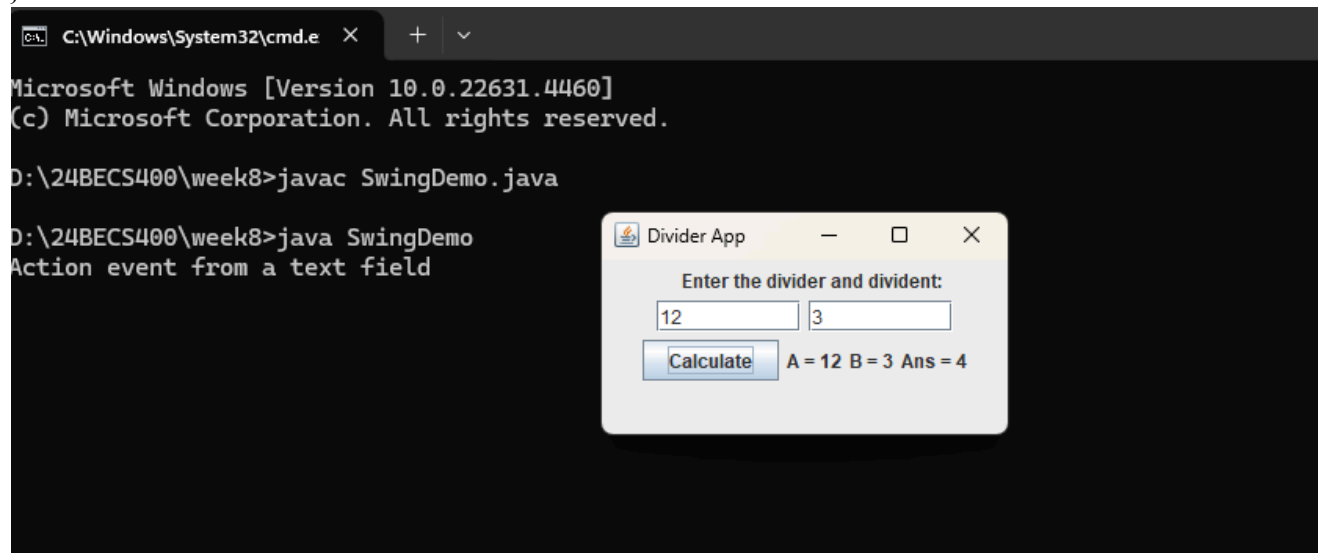 C:\Windows\System32\cmd.e
Microsoft Windows [Version 10.0.22631.4460]
(c) Microsoft Corporation. All rights reserved.
D:\24BECS400\week8>javac SwingDemo.java
D:\24BECS400\week8>java SwingDemo
Action event from a text field
Divider App
Enter the divider and divident:
12 3
Calculate A = 12 B = 3 Ans = 4